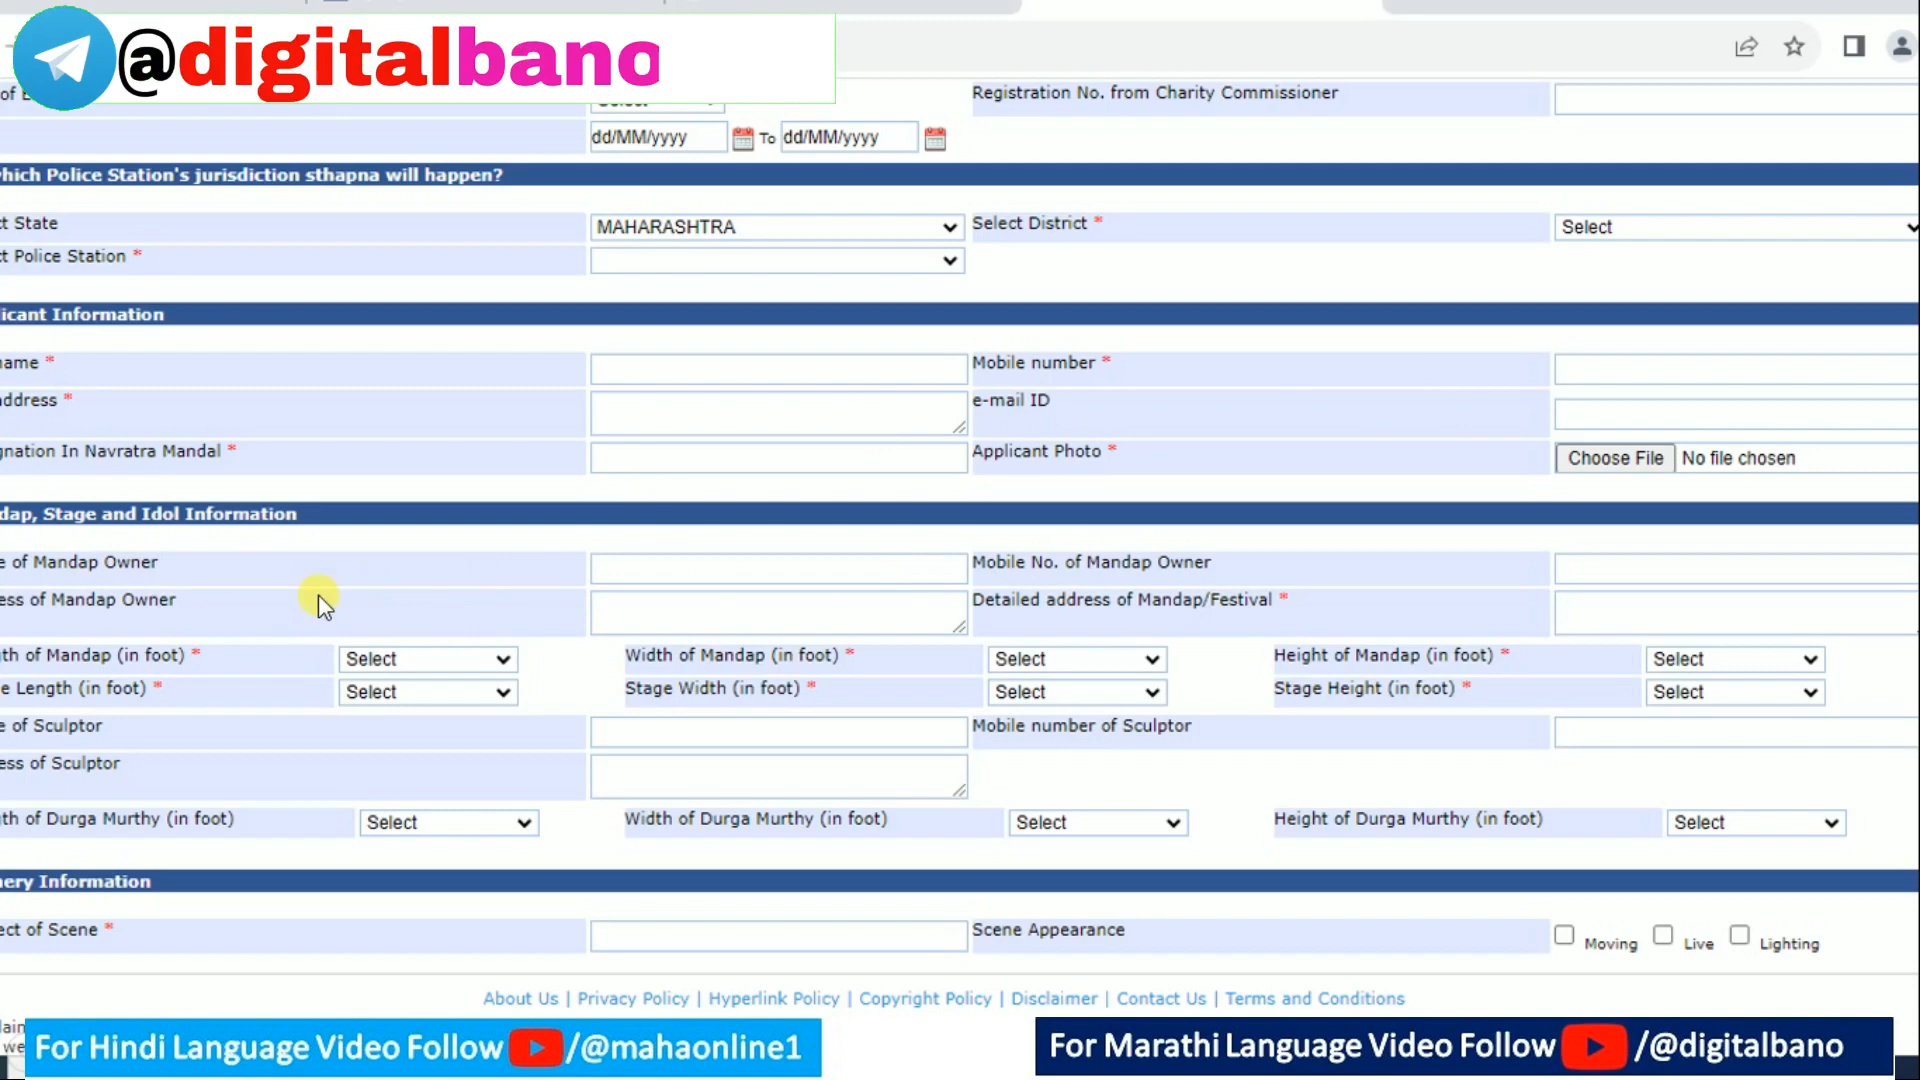 @digitalbano
of
Registration No. from Charity Commissioner
dd/MM/yyyy To dd/MM/yyyy
hich Police Station's jurisdiction sthapna will happen?
ct State MAHARASHTRA Select District * Select
ct Police Station *
icant Information
name * Mobile number *
address * e-mail ID
gnation In Navratra Mandal * Applicant Photo * Choose File No file chosen
dap, Stage and Idol Information
e of Mandap Owner Mobile No. of Mandap Owner
ess of Mandap Owner Detailed address of Mandap/Festival *
th of Mandap (in foot) * Select Width of Mandap (in foot) * Select Height of Mandap (in foot) * Select
e Length (in foot) * Select Stage Width (in foot) * Select Stage Height (in foot) * Select
e of Sculptor Mobile number of Sculptor
ess of Sculptor
th of Durga Murthy (in foot) Select Width of Durga Murthy (in foot) Select Height of Durga Murthy (in foot) Select
nery Information
ect of Scene * Scene Appearance Moving Live Lighting
About Us | Privacy Policy | Hyperlink Policy | Copyright Policy | Disclaimer | Contact Us | Terms and Conditions
For Hindi Language Video Follow /@mahaonline1
For Marathi Language Video Follow /@digitalbano